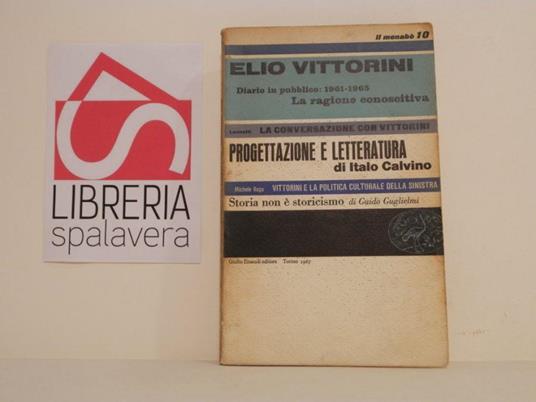 LIBRERIA
spalavera
il menabò 10
ELIO VITTORINI
Diario in pubblico: 1961-1965
La ragione conoscitiva
Leonetti LA CONVERSAZIONE CON VITTORINI
PROGETTAZIONE E LETTERATURA
di Italo Calvino
Michele Rago VITTORINI E LA POLITICA CULTURALE DELLA SINISTRA
Storia non è storicismo di Guido Guglielmi
Giulio Einaudi editore Torino 1967